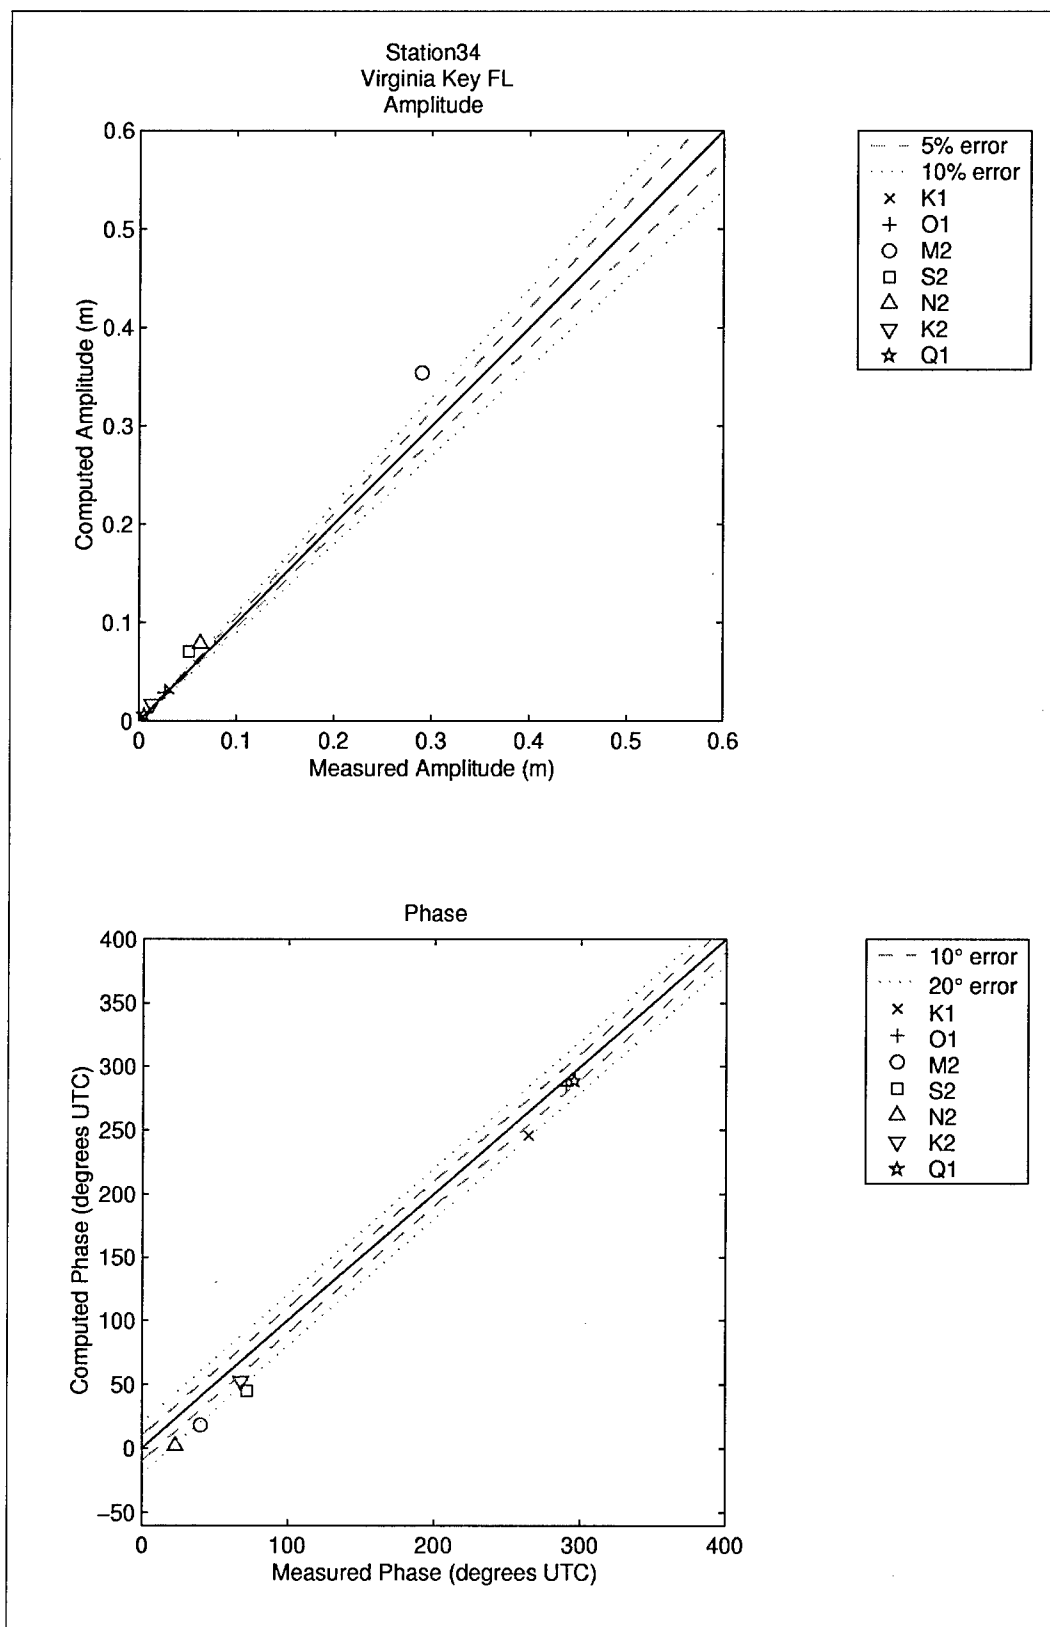 Station34
Virginia Key FL
Amplitude
0.6
0.5
0.4
0.3
0.2
0.1
0
0 0.1 0.2 0.3 0.4 0.5 0.6
Computed Amplitude (m)
Measured Amplitude (m)
5% error
10% error
K1
O1
M2
S2
N2
K2
Q1
Phase
400
350
300
250
200
150
100
50
0
−50
0 100 200 300 400
Computed Phase (degrees UTC)
Measured Phase (degrees UTC)
10° error
20° error
K1
O1
M2
S2
N2
K2
Q1